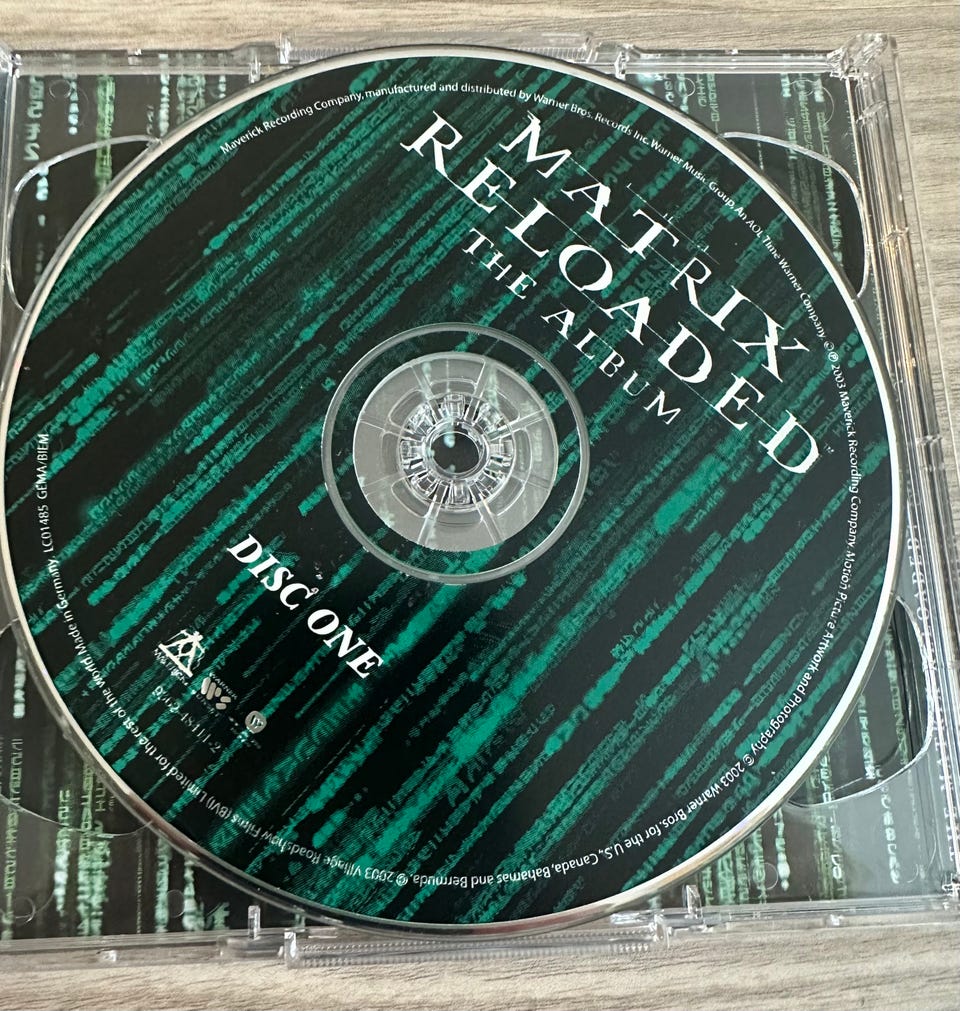 MATRIX
RELOADED
THE ALBUM
DISC ONE
Maverick Recording Company, manufactured and distributed by Warner Bros. Records Inc. Warner Music Group, An AOL Time Warner Company. © ℗ 2003 Maverick Recording Company. Motion Picture Artwork and Photography © 2003 Warner Bros. for the U.S., Canada, Bahamas and Bermuda. © 2003 Village Roadshow Films (BVI) Limited for the rest of the world. Made in Germany. LC01485 GEMA/BIEM